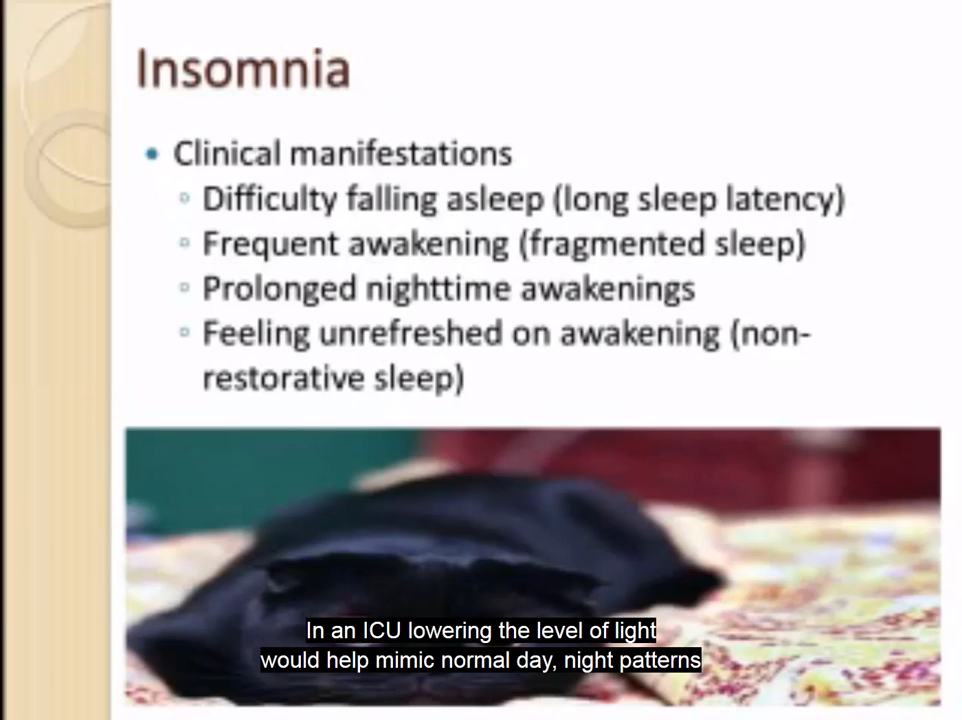 Insomnia
• Clinical manifestations
◦ Difficulty falling asleep (long sleep latency)
◦ Frequent awakening (fragmented sleep)
◦ Prolonged nighttime awakenings
◦ Feeling unrefreshed on awakening (non-
restorative sleep)
In an ICU lowering the level of light
would help mimic normal day, night patterns